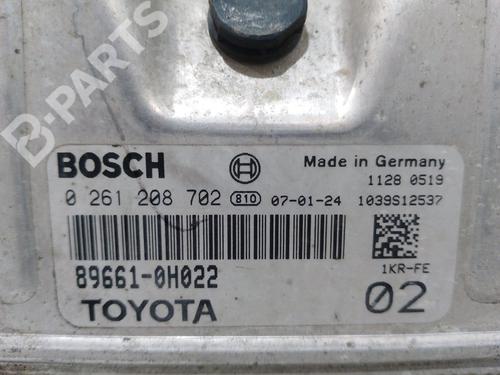 B-PARTS
BOSCH
Made in Germany
1128 0519
0 261 208 702 810 07-01-24 1039S12537
89661-0H022
1KR-FE
TOYOTA
02